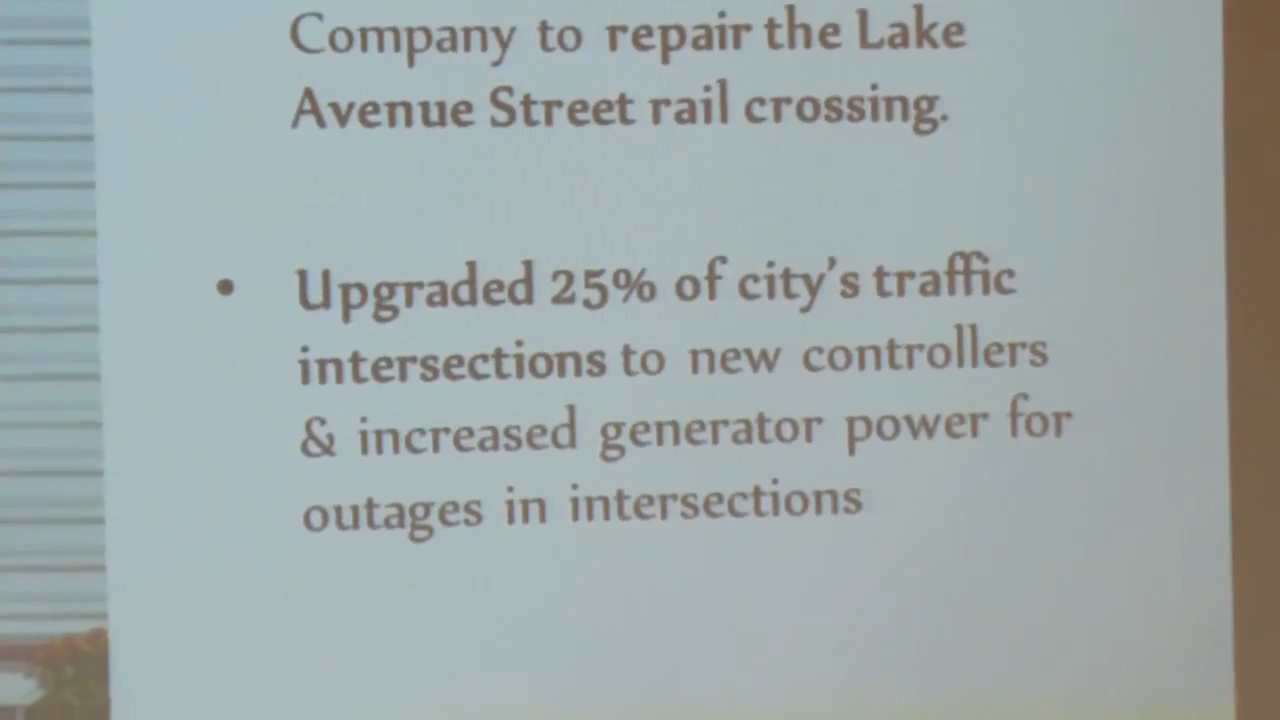 Company to repair the Lake
Avenue Street rail crossing.
• Upgraded 25% of city's traffic
intersections to new controllers
& increased generator power for
outages in intersections